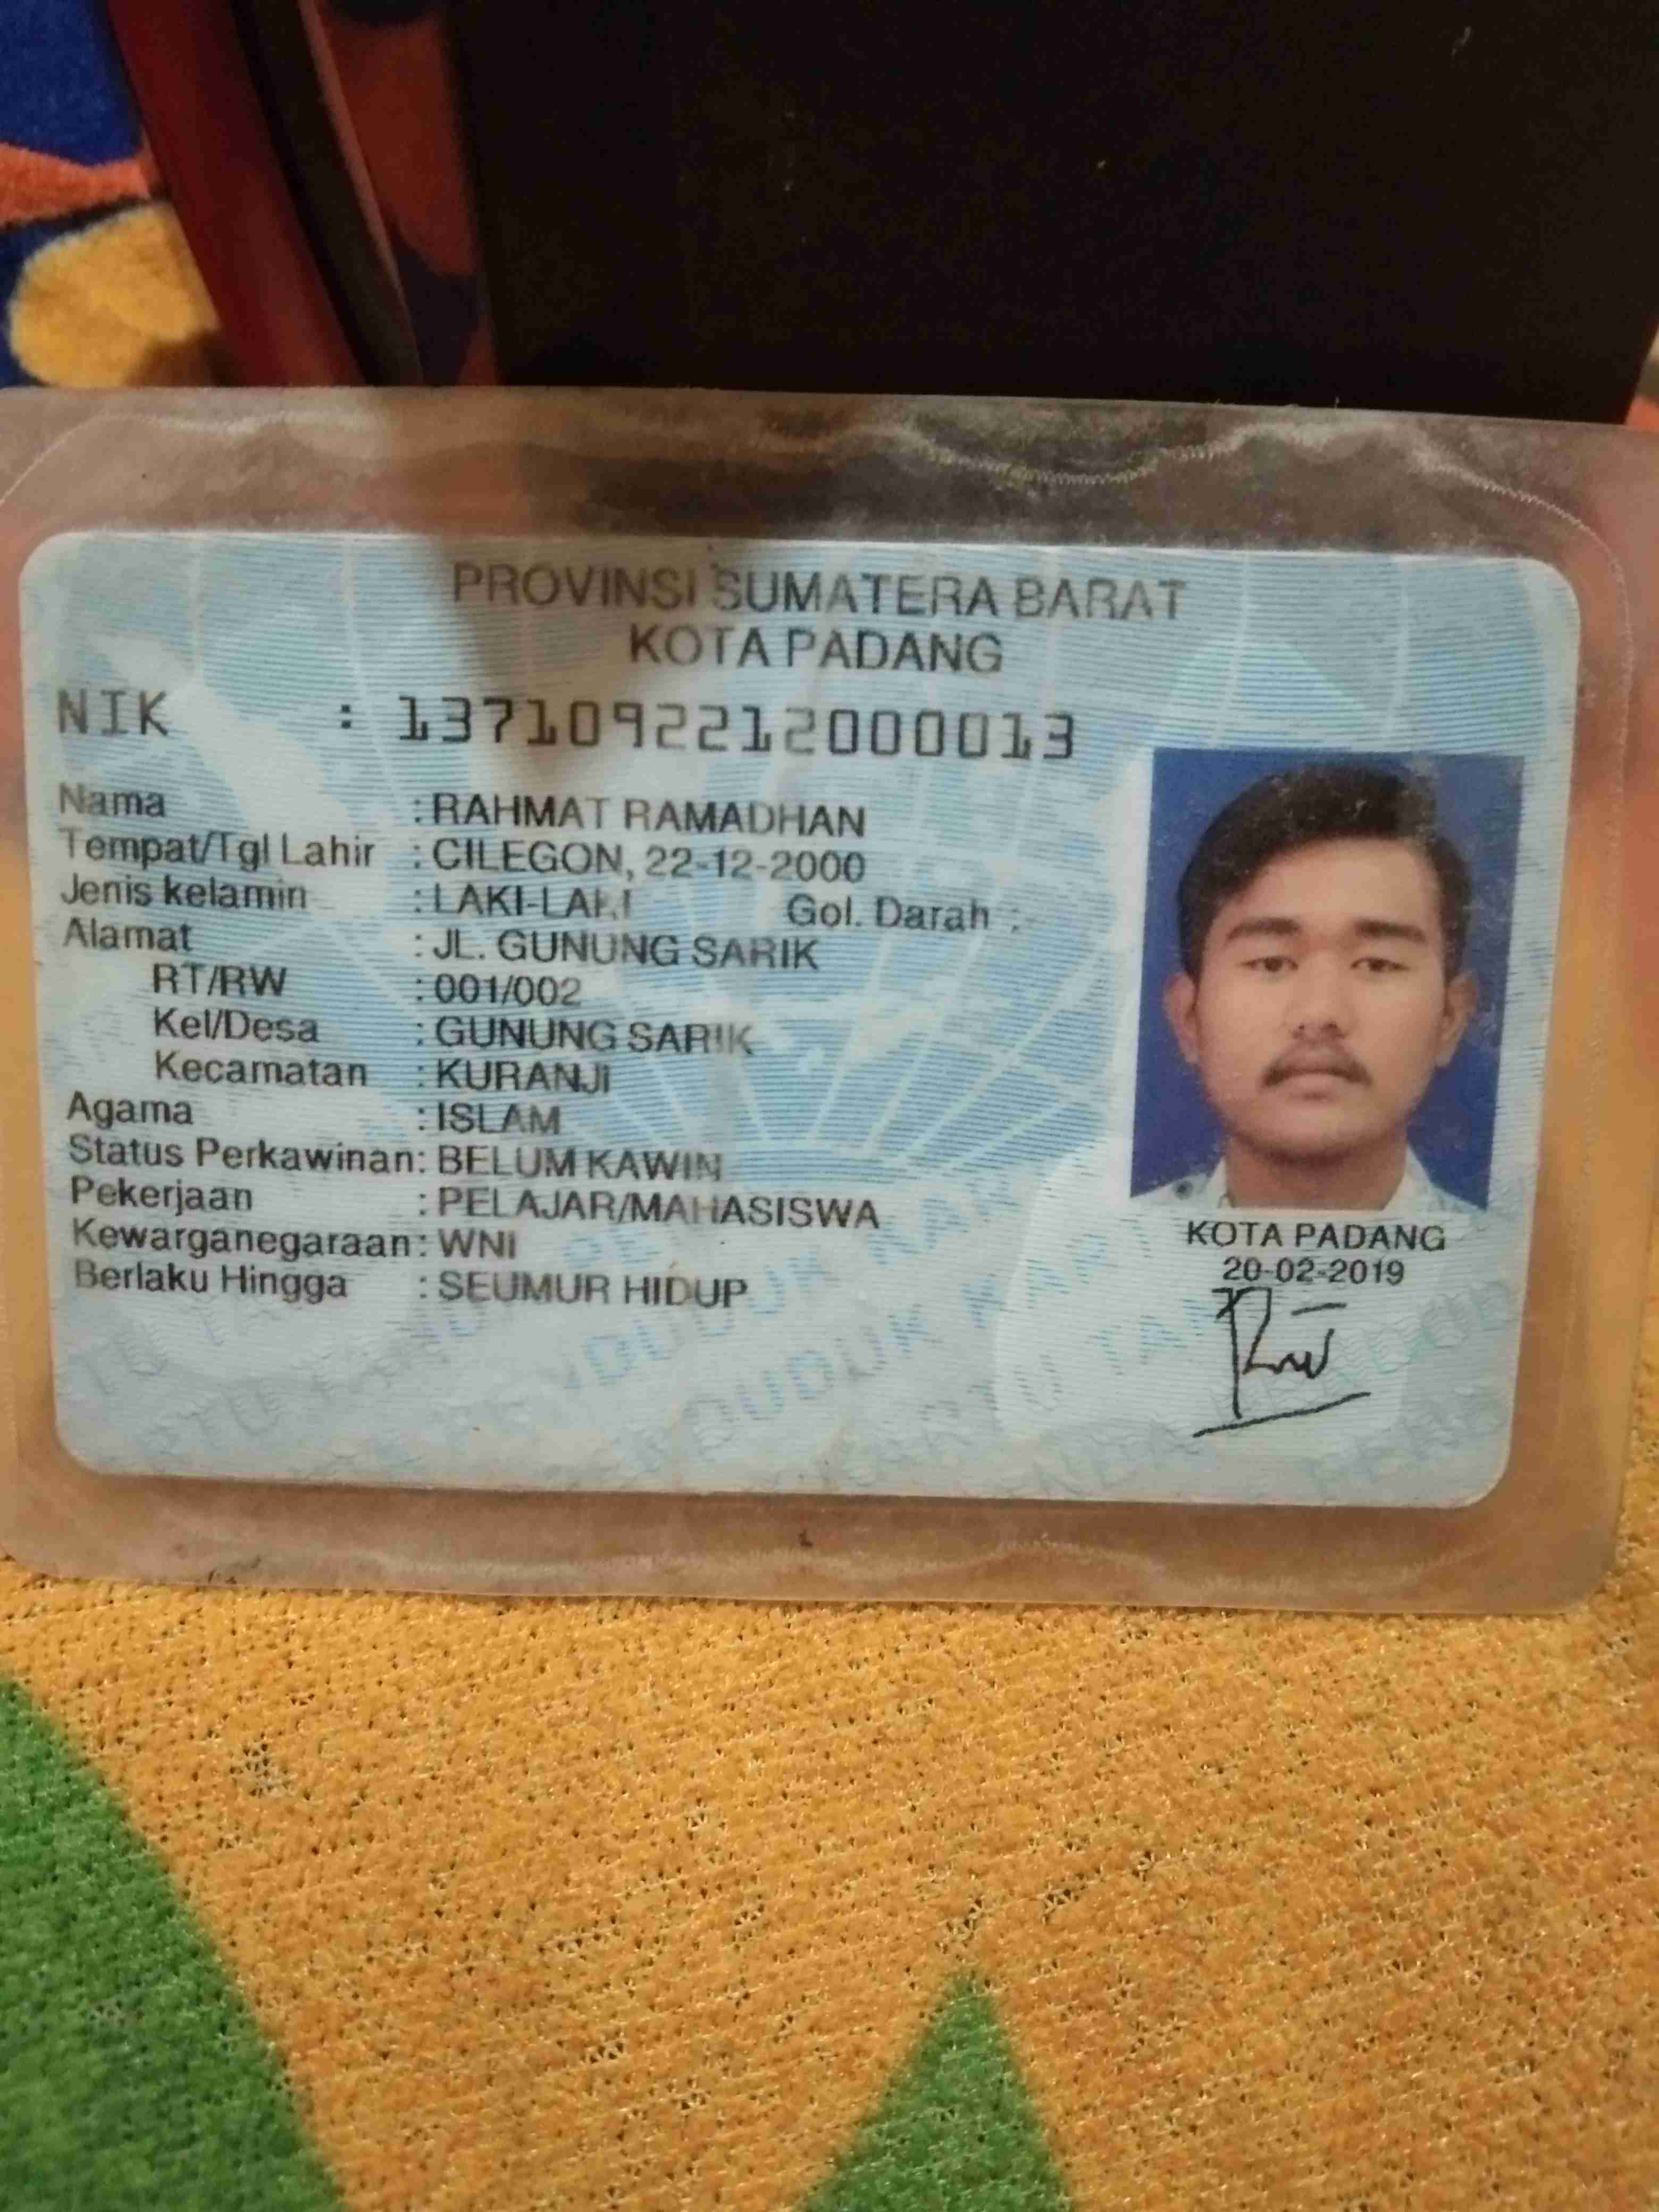 PROVINSI SUMATERA BARAT
KOTA PADANG
NIK : 1371092212000013
Nama : RAHMAT RAMADHAN
Tempat/Tgl Lahir : CILEGON, 22-12-2000
Jenis kelamin : LAKI-LAKI Gol. Darah :
Alamat : JL. GUNUNG SARIK
RT/RW : 001/002
Kel/Desa : GUNUNG SARIK
Kecamatan : KURANJI
Agama : ISLAM
Status Perkawinan: BELUM KAWIN
Pekerjaan : PELAJAR/MAHASISWA
Kewarganegaraan: WNI
Berlaku Hingga : SEUMUR HIDUP
KOTA PADANG
20-02-2019